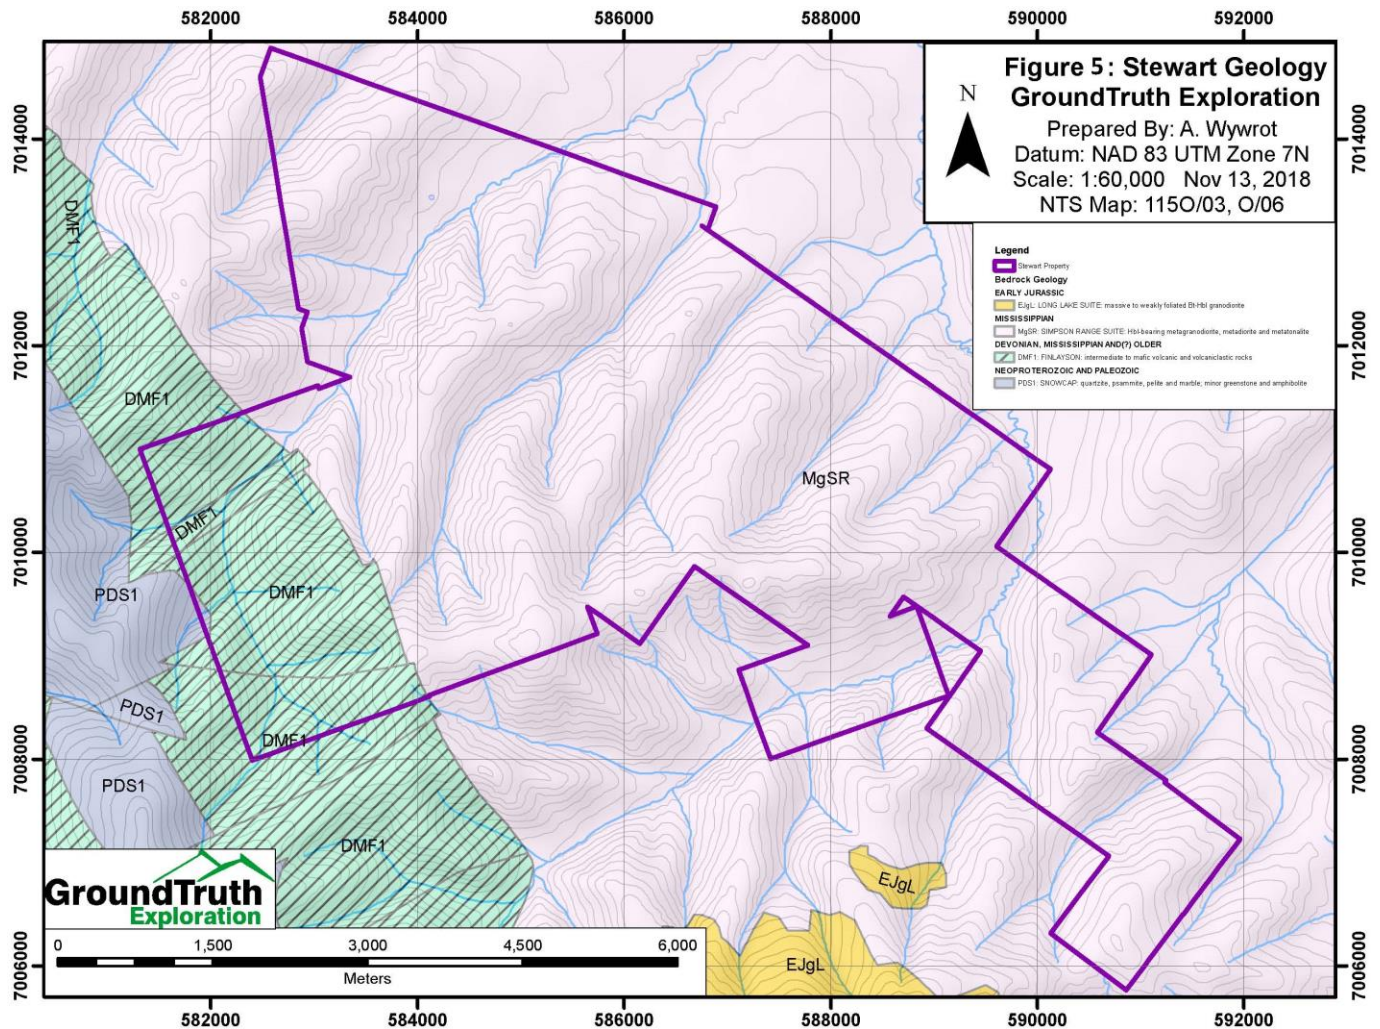 582000 584000 586000 588000 590000 592000
Figure 5: Stewart Geology
GroundTruth Exploration
Prepared By: A. Wywrot
Datum: NAD 83 UTM Zone 7N
Scale: 1:60,000 Nov 13, 2018
NTS Map: 115O/03, O/06
N
7014000
7014000
Legend
Stewart Property
Bedrock Geology
EARLY JURASSIC
EJgL: LONG LAKE SUITE: massive to weakly foliated Bt-Hbl granodiorite
MISSISSIPPIAN
MgSR: SIMPSON RANGE SUITE: Hbl-bearing metagranodiorite, metadiorite and metatonalite
DEVONIAN, MISSISSIPPIAN AND(?) OLDER
DMF1: FINLAYSON: intermediate to mafic volcanic and volcaniclastic rocks
NEOPROTEROZOIC AND PALEOZOIC
PDS1: SNOWCAP: quartzite, psammite, pelite and marble; minor greenstone and amphibolite
DMF1
7012000
7012000
DMF1
MgSR
DMF1
7010000
7010000
PDS1
DMF1
PDS1
DMF1
7008000
7008000
PDS1
DMF1
EJgL
GroundTruth
Exploration
EJgL
7006000
7006000
0 1,500 3,000 4,500 6,000
Meters
582000 584000 586000 588000 590000 592000